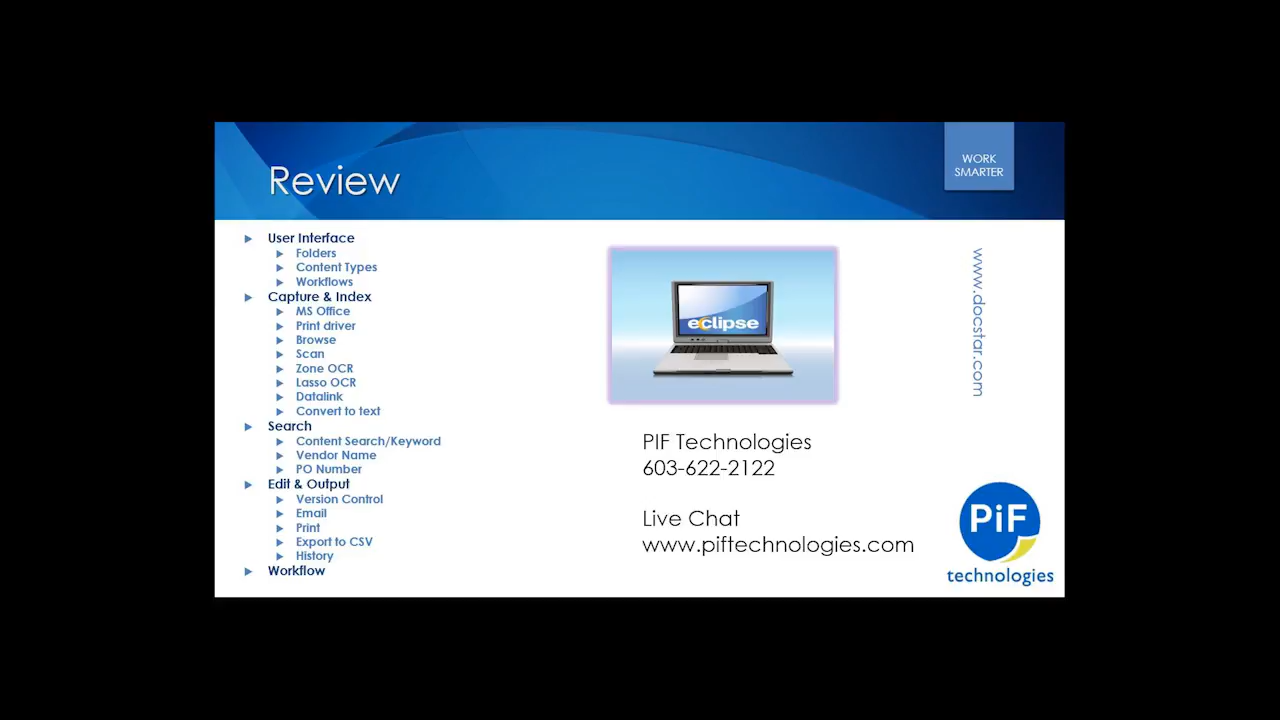 Review
WORK
SMARTER
User Interface
Folders
Content Types
Workflows
Capture & Index
MS Office
Print driver
Browse
Scan
Zone OCR
Lasso OCR
Datalink
Convert to text
Search
Content Search/Keyword
Vendor Name
PO Number
Edit & Output
Version Control
Email
Print
Export to CSV
History
Workflow
eclipse
www.docstar.com
PIF Technologies
603-622-2122
Live Chat
www.piftechnologies.com
PiF
technologies